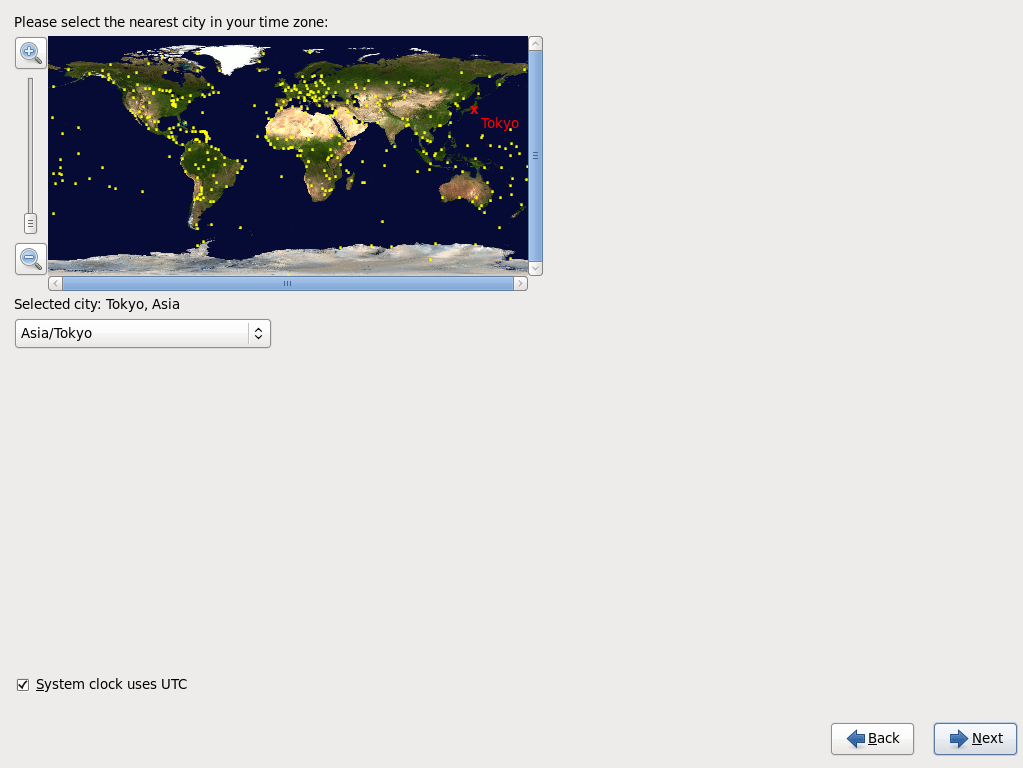 Please select the nearest city in your time zone:
Tokyo
Selected city: Tokyo, Asia
Asia/Tokyo
System clock uses UTC
Back
Next